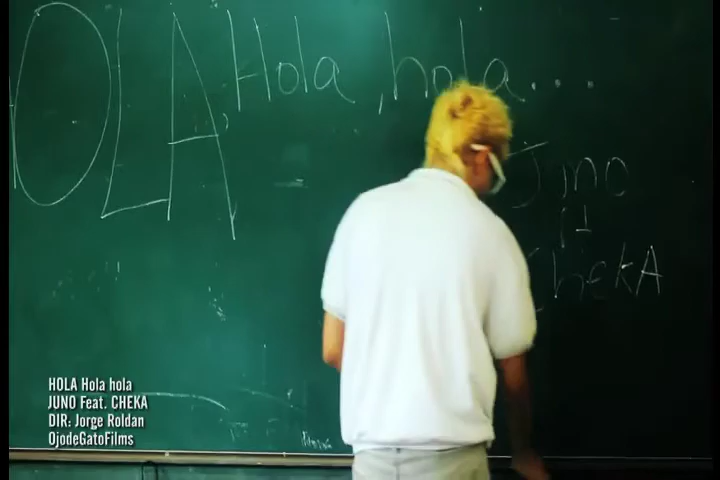 HOLA Hola, hola...
Juno
ft
ChekA
HOLA Hola hola
JUNO Feat. CHEKA
DIR: Jorge Roldan
OjodeGatoFilms